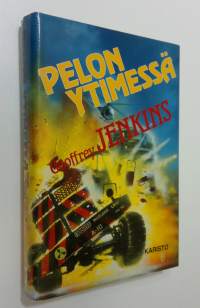 PELON
YTIMESSÄ
Geoffrey
JENKINS
KARISTO